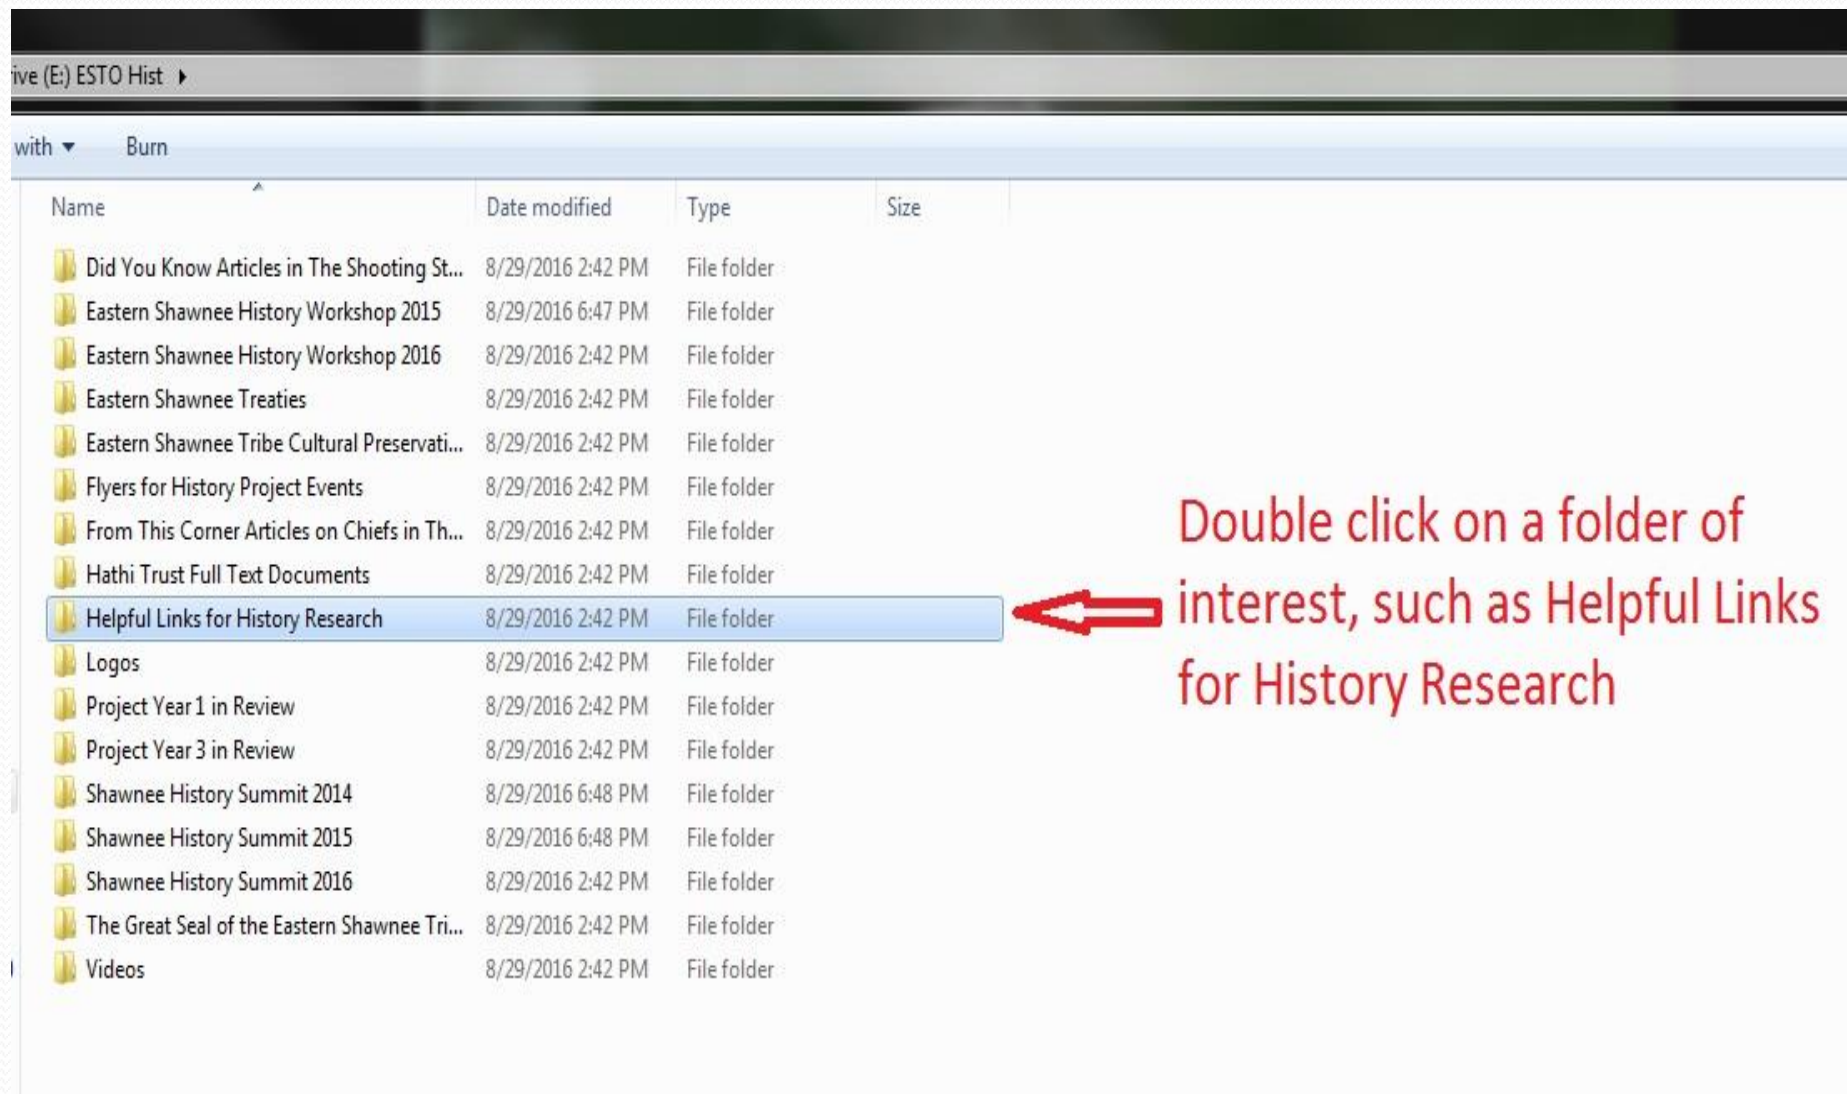 ive (E:) ESTO Hist
with Burn
Name Date modified Type Size
Did You Know Articles in The Shooting St... 8/29/2016 2:42 PM File folder
Eastern Shawnee History Workshop 2015 8/29/2016 6:47 PM File folder
Eastern Shawnee History Workshop 2016 8/29/2016 2:42 PM File folder
Eastern Shawnee Treaties 8/29/2016 2:42 PM File folder
Eastern Shawnee Tribe Cultural Preservati... 8/29/2016 2:42 PM File folder
Flyers for History Project Events 8/29/2016 2:42 PM File folder
From This Corner Articles on Chiefs in Th... 8/29/2016 2:42 PM File folder
Hathi Trust Full Text Documents 8/29/2016 2:42 PM File folder
Helpful Links for History Research 8/29/2016 2:42 PM File folder
Logos 8/29/2016 2:42 PM File folder
Project Year 1 in Review 8/29/2016 2:42 PM File folder
Project Year 3 in Review 8/29/2016 2:42 PM File folder
Shawnee History Summit 2014 8/29/2016 6:48 PM File folder
Shawnee History Summit 2015 8/29/2016 6:48 PM File folder
Shawnee History Summit 2016 8/29/2016 2:42 PM File folder
The Great Seal of the Eastern Shawnee Tri... 8/29/2016 2:42 PM File folder
Videos 8/29/2016 2:42 PM File folder
Double click on a folder of
interest, such as Helpful Links
for History Research